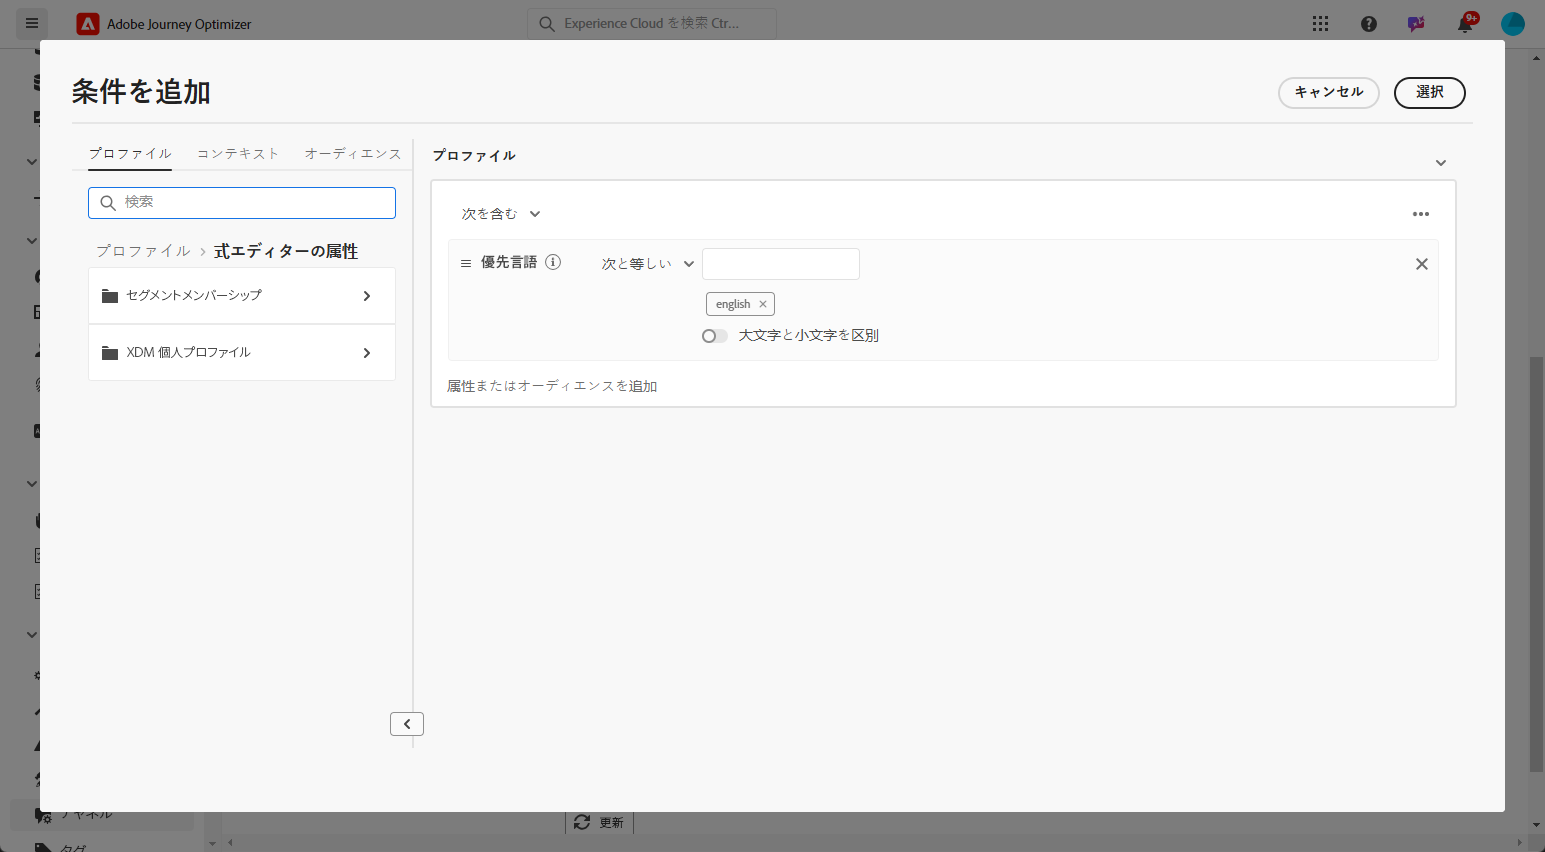 Adobe Journey Optimizer
Experience Cloud を検索 Ctr...
9+
条件を追加
キャンセル
選択
プロファイル
コンテキスト
オーディエンス
検索
プロファイル > 式エディターの属性
セグメントメンバーシップ
XDM 個人プロファイル
プロファイル
次を含む
優先言語
次と等しい
english
大文字と小文字を区別
属性またはオーディエンスを追加
チャネル
タグ
更新